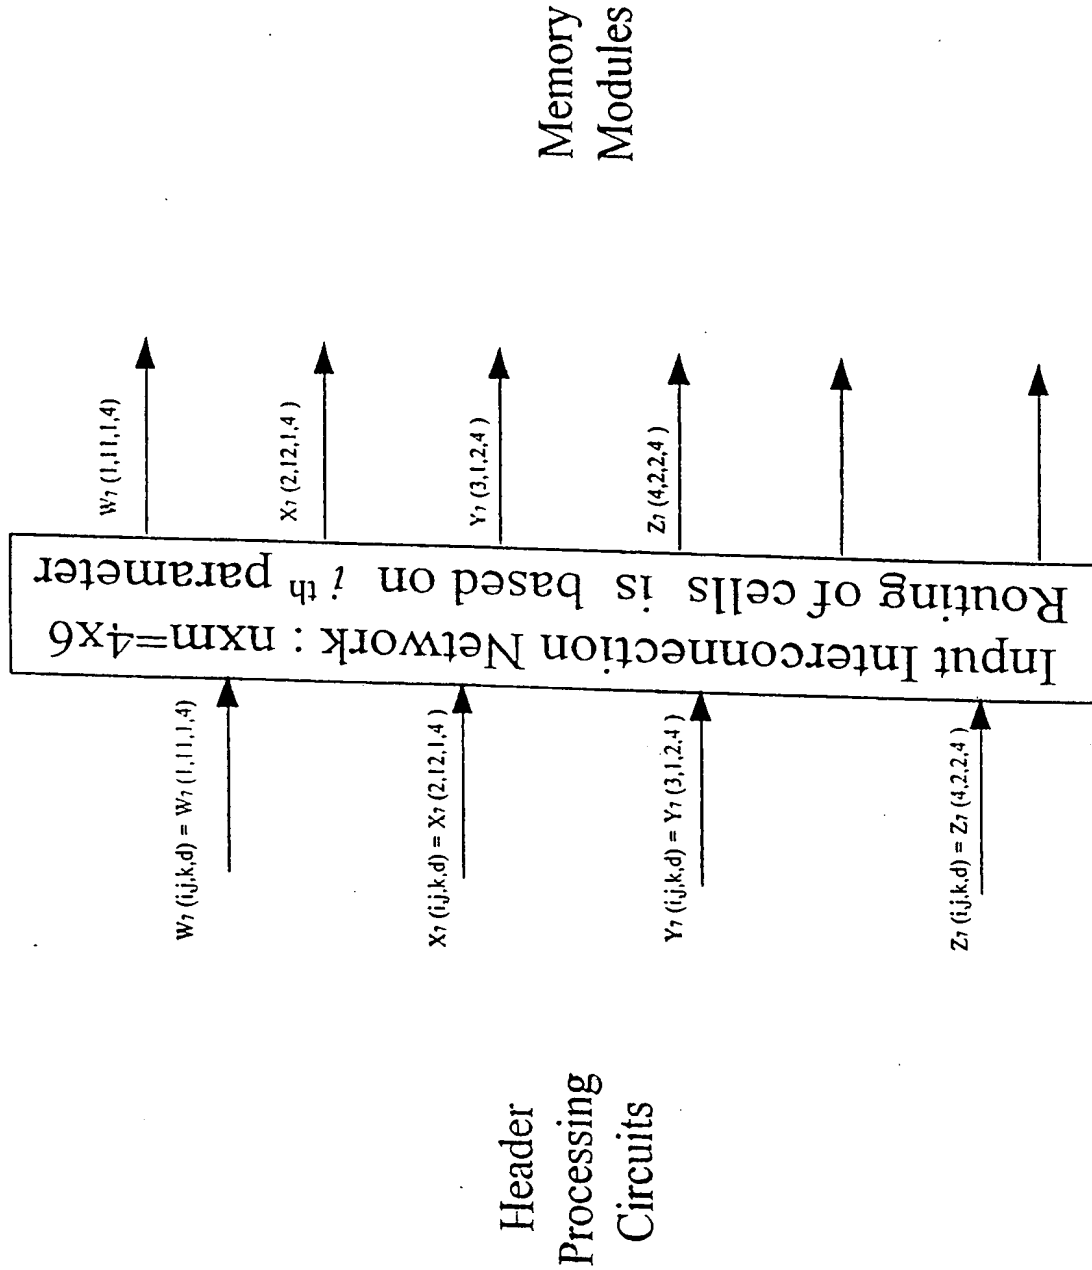 Header
Processing
Circuits
W7 (i,j,k,d) = W7 (1,11,1,4)
X7 (i,j,k,d) = X7 (2,12,1,4 )
Y7 (i,j,k,d) = Y7 (3,1,2,4 )
Z7 (i,j,k,d) = Z7 (4,2,2,4 )
Input Interconnection Network : nxm=4x6
Routing of cells is based on i th parameter
W7 (1,11,1,4)
X7 (2,12,1,4 )
Y7 (3,1,2,4 )
Z7 (4,2,2,4 )
Memory
Modules